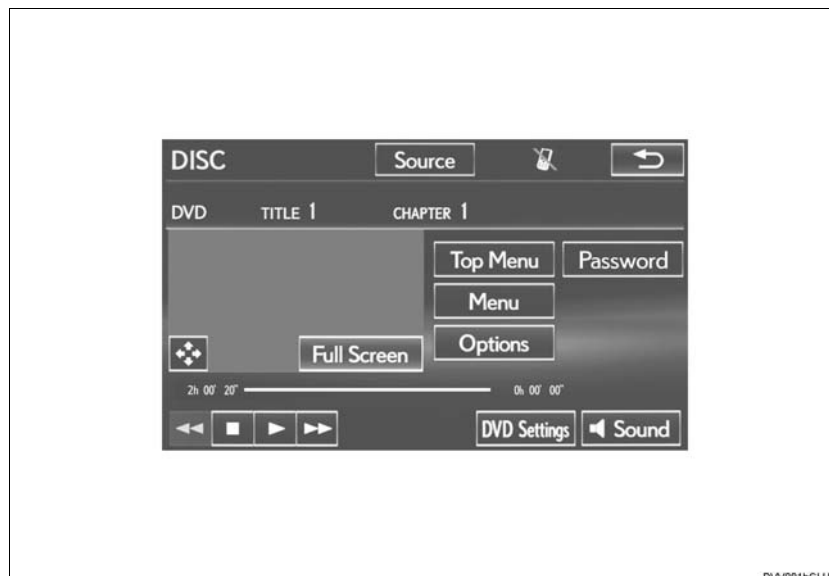 DISC Source
DVD TITLE 1 CHAPTER 1
Top Menu Password
Menu
Full Screen Options
2h 00' 20" 0h 00' 00"
DVD Settings Sound